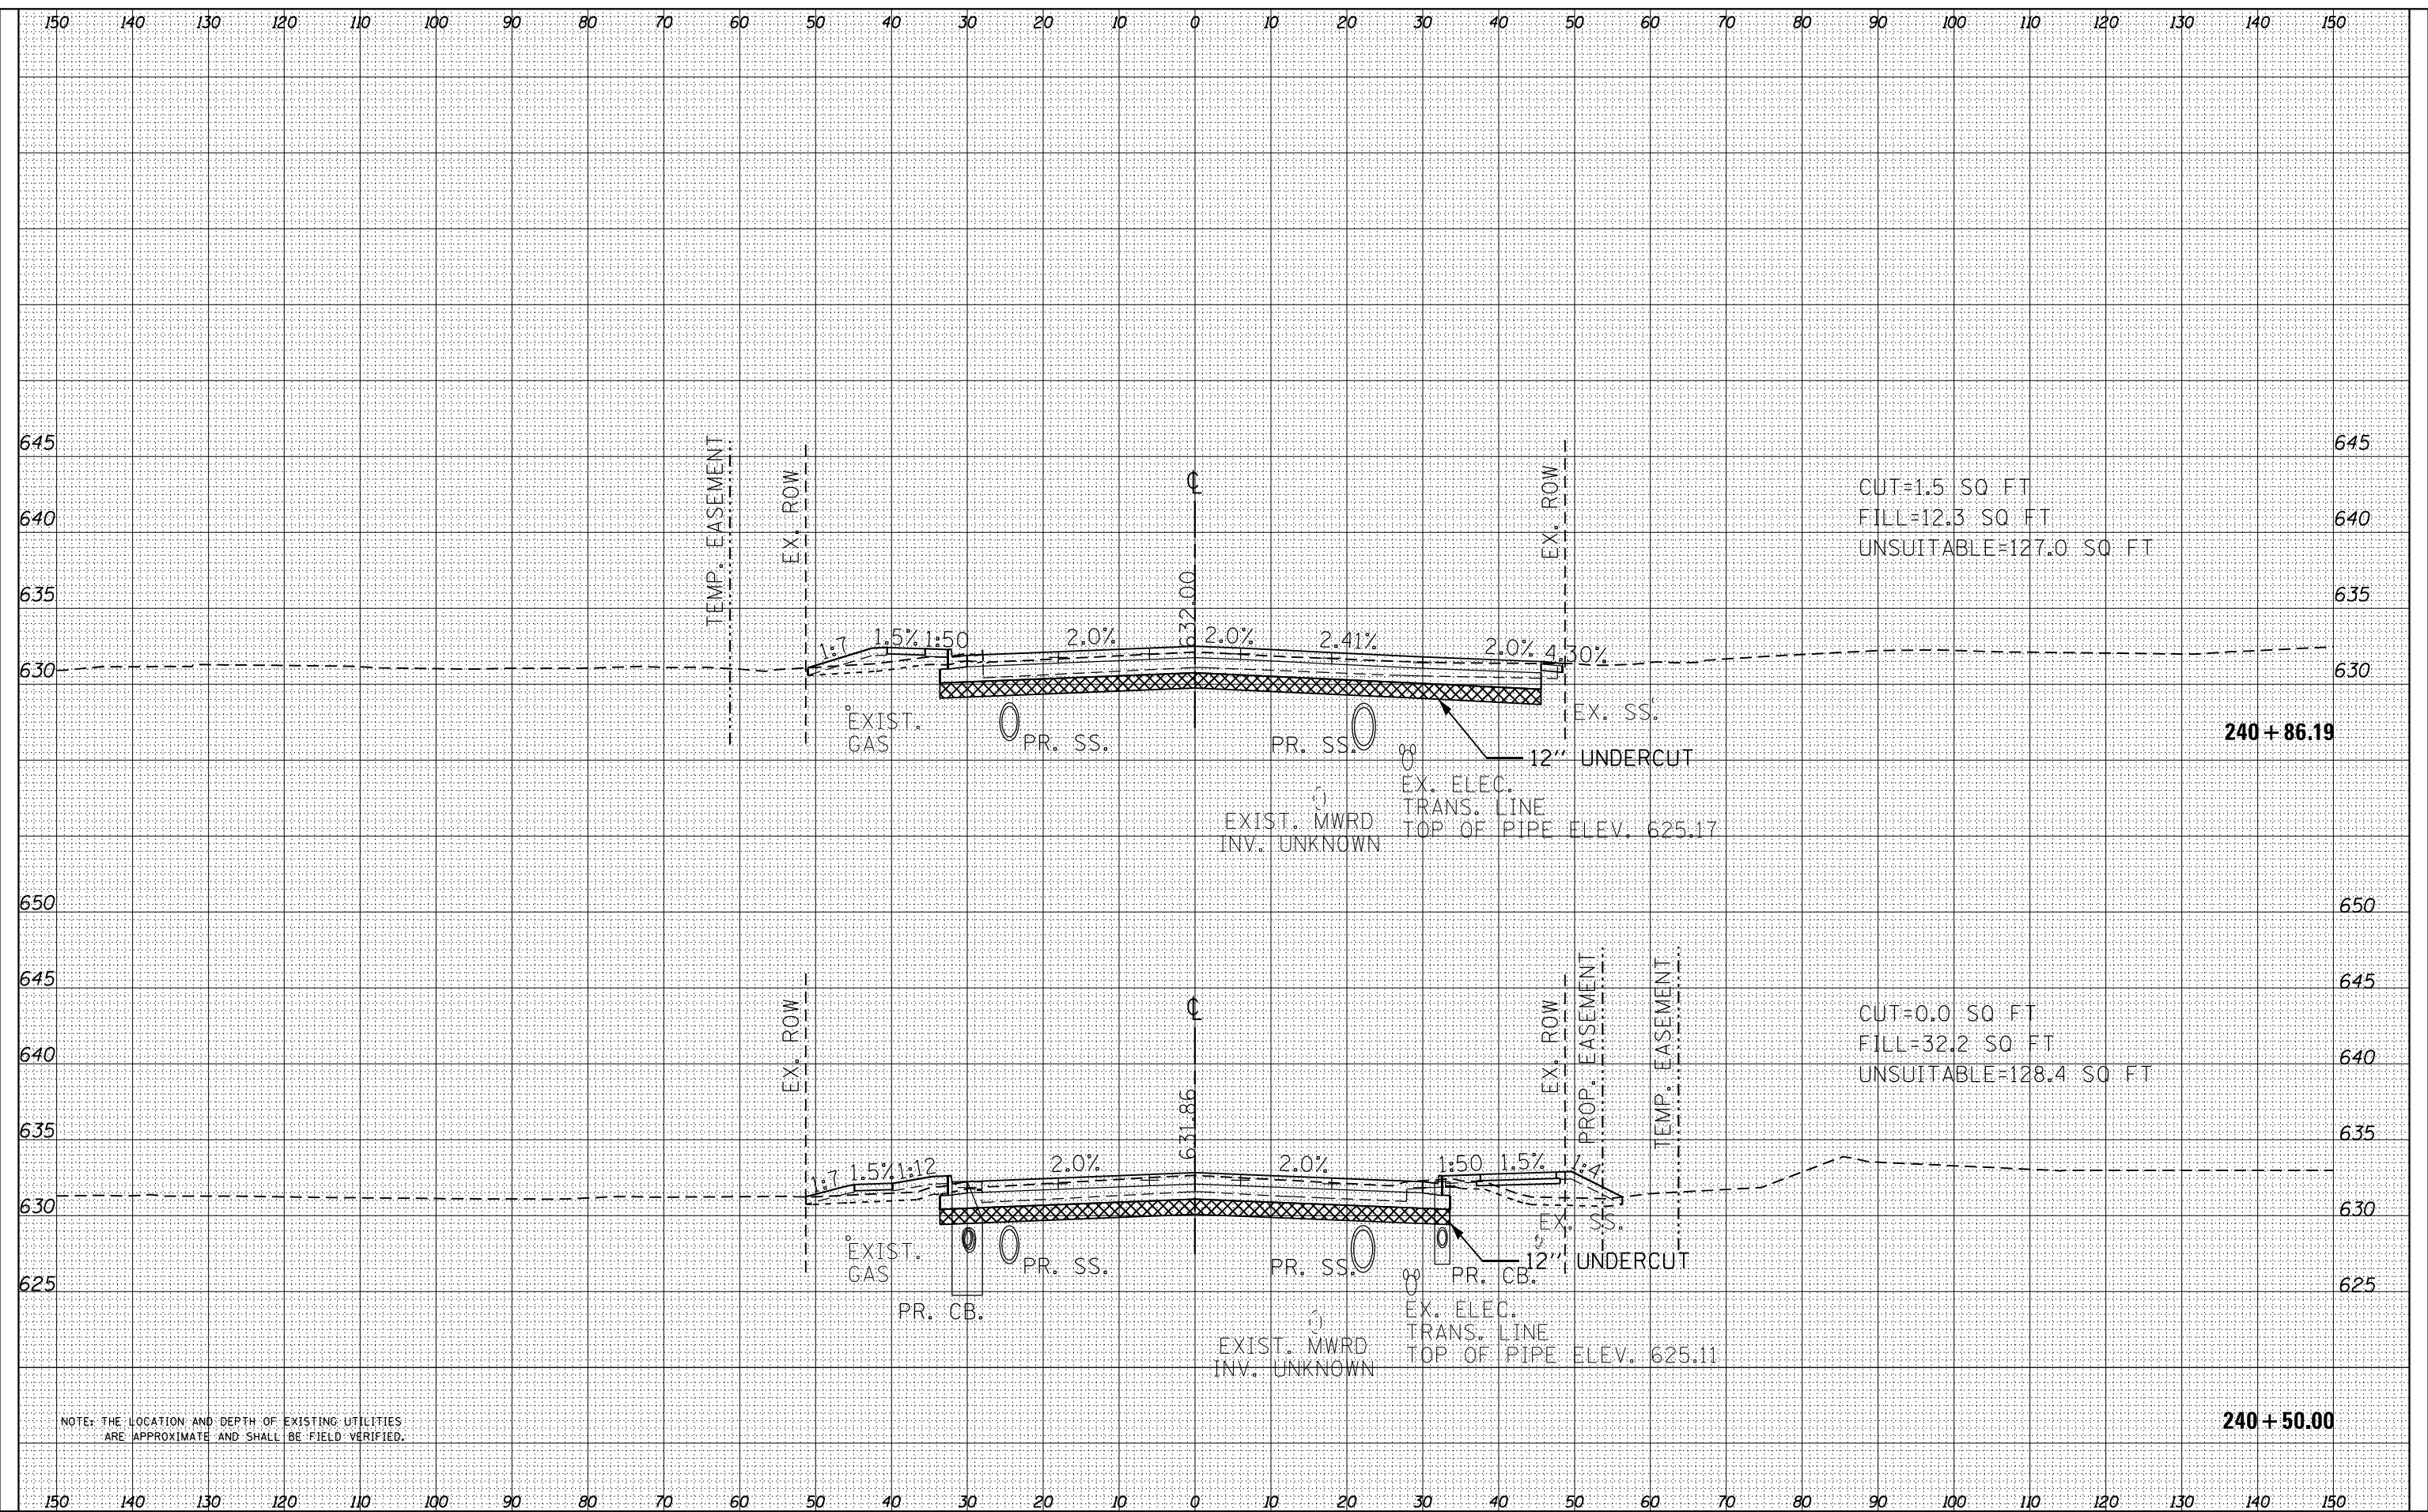 150 140 130 120 110 100 90 80 70 60 50 40 30 20 10 0 10 20 30 40 50 60 70 80 90 100 110 120 130 140 150
645 645
640 640
635 635
630 630
TEMP. EASEMENT
EX. ROW
℄
632.00
EX. ROW
CUT=1.5 SQ FT
FILL=12.3 SQ FT
UNSUITABLE=127.0 SQ FT
1:7 1.5% 1:50 2.0% 2.0% 2.41% 2.0% 4.30%
EXIST.
GAS
PR. SS.
PR. SS.
EX. SS.
12'' UNDERCUT
240+86.19
EX. ELEC.
TRANS. LINE
TOP OF PIPE ELEV. 625.17
EXIST. MWRD
INV. UNKNOWN
650 650
645 645
640 640
635 635
630 630
625 625
EX. ROW
℄
631.86
EX. ROW
PROP. EASEMENT
TEMP. EASEMENT
CUT=0.0 SQ FT
FILL=32.2 SQ FT
UNSUITABLE=128.4 SQ FT
1:7 1.5% 1:12 2.0% 2.0% 1:50 1.5% 1:4
EXIST.
GAS
PR. SS.
PR. CB.
PR. SS.
EX. SS.
12'' UNDERCUT
PR. CB.
EX. ELEC.
TRANS. LINE
TOP OF PIPE ELEV. 625.11
EXIST. MWRD
INV. UNKNOWN
NOTE: THE LOCATION AND DEPTH OF EXISTING UTILITIES
ARE APPROXIMATE AND SHALL BE FIELD VERIFIED.
240+50.00
150 140 130 120 110 100 90 80 70 60 50 40 30 20 10 0 10 20 30 40 50 60 70 80 90 100 110 120 130 140 150